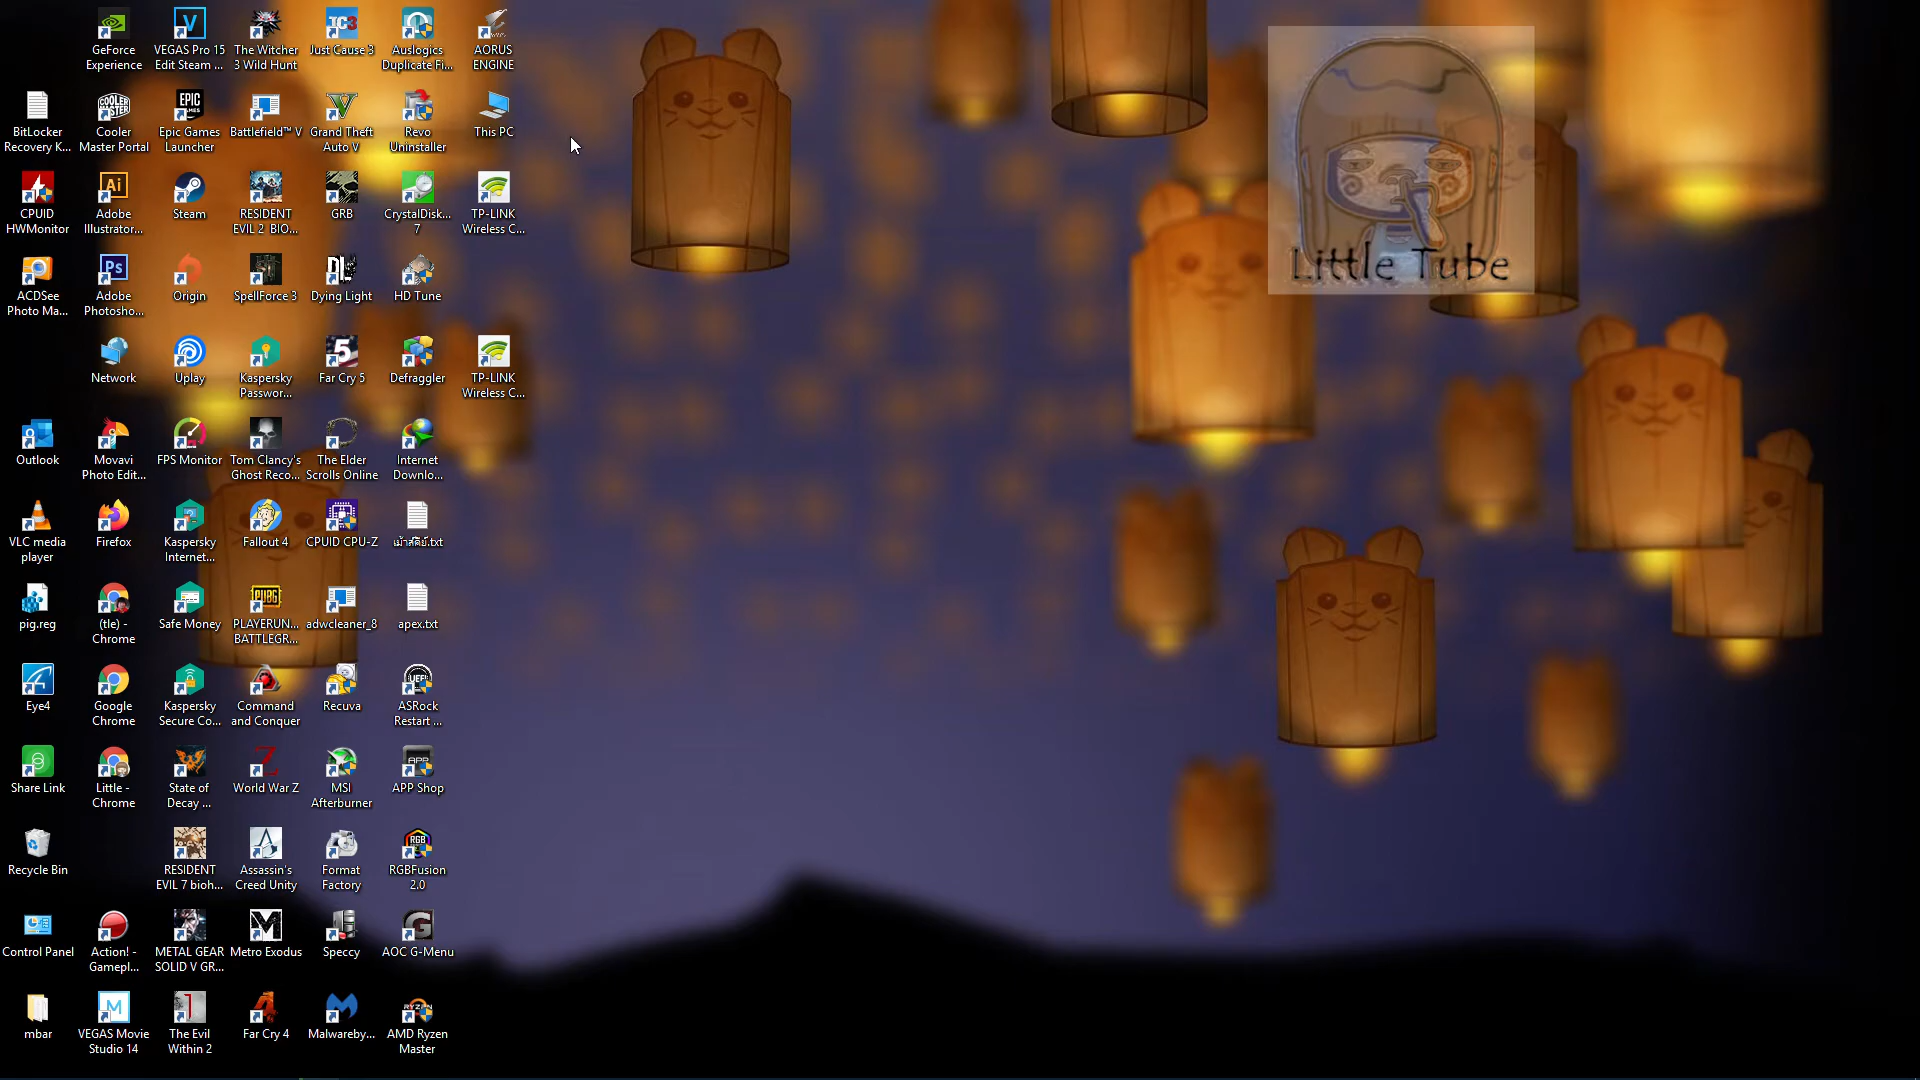 GeForce
Experience
VEGAS Pro 15
Edit Steam ...
The Witcher
3 Wild Hunt
Just Cause 3
Auslogics
Duplicate Fi...
AORUS
ENGINE
BitLocker
Recovery K...
Cooler
Master Portal
Epic Games
Launcher
Battlefield™ V
Grand Theft
Auto V
Revo
Uninstaller
This PC
CPUID
HWMonitor
Adobe
Illustrator...
Steam
RESIDENT
EVIL 2 BIO...
GRB
CrystalDisk...
7
TP-LINK
Wireless C...
Little Tube
ACDSee
Photo Ma...
Adobe
Photosho...
Origin
SpellForce 3
Dying Light
HD Tune
Network
Uplay
Kaspersky
Passwor...
Far Cry 5
Defraggler
TP-LINK
Wireless C...
Outlook
Movavi
Photo Edit...
FPS Monitor
Tom Clancy's
Ghost Reco...
The Elder
Scrolls Online
Internet
Downlo...
VLC media
player
Firefox
Kaspersky
Internet...
Fallout 4
CPUID CPU-Z
pig.reg
(tle) -
Chrome
Safe Money
PLAYERUN...
BATTLEGR...
adwcleaner_8
apex.txt
Eye4
Google
Chrome
Kaspersky
Secure Co...
Command
and Conquer
Recuva
ASRock
Restart ...
Share Link
Little -
Chrome
State of
Decay ...
World War Z
MSI
Afterburner
APP Shop
Recycle Bin
RESIDENT
EVIL 7 bioh...
Assassin's
Creed Unity
Format
Factory
RGBFusion
2.0
Control Panel
Action! -
Gamepl...
METAL GEAR
SOLID V GR...
Metro Exodus
Speccy
AOC G-Menu
mbar
VEGAS Movie
Studio 14
The Evil
Within 2
Far Cry 4
Malwareby...
AMD Ryzen
Master